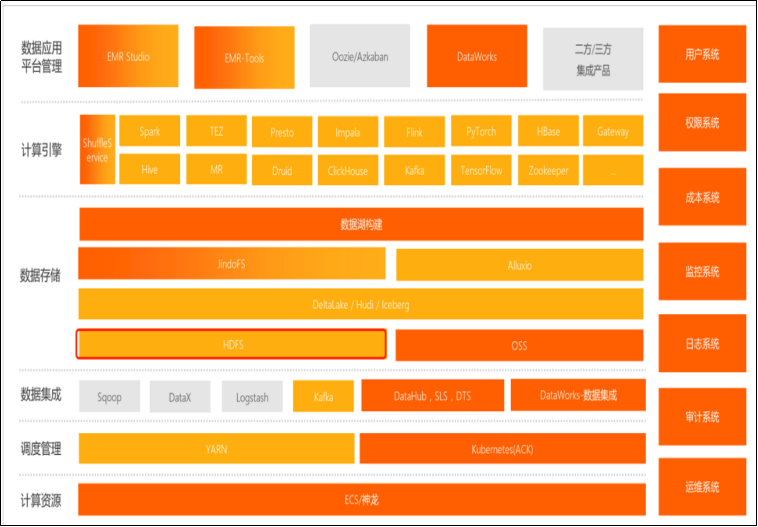 数据应用
平台管理
EMR Studio
EMR-Tools
Oozie/Azkaban
DataWorks
二方/三方
集成产品
用户系统
计算引擎
ShuffleS
ervice
Spark
TEZ
Presto
Impala
Flink
PyTorch
HBase
Gateway
Hive
MR
Druid
ClickHouse
Kafka
TensorFlow
Zookeeper
...
权限系统
成本系统
数据存储
数据湖构建
JindoFS
Alluxio
DeltaLake / Hudi / Iceberg
HDFS
OSS
监控系统
日志系统
数据集成
Sqoop
DataX
Logstash
Kafka
DataHub，SLS，DTS
DataWorks-数据集成
审计系统
调度管理
YARN
Kubernetes(ACK)
计算资源
ECS/神龙
运维系统